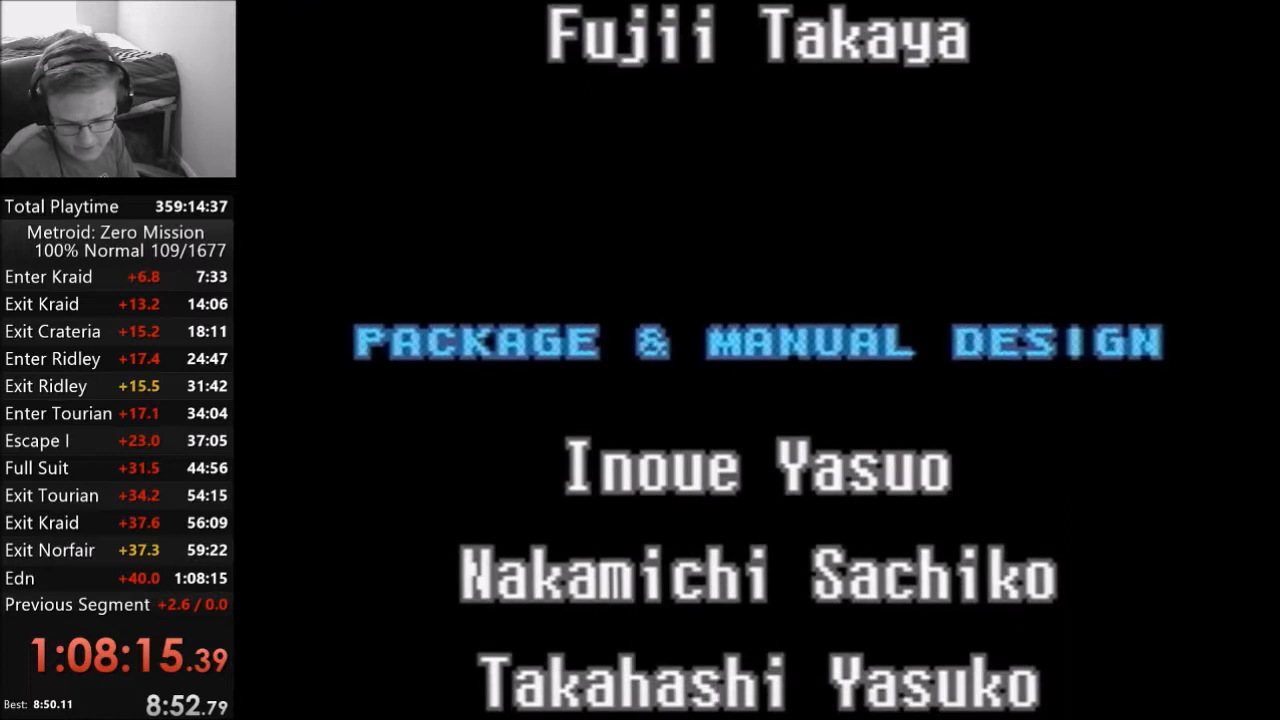 Fujii Takaya
PACKAGE & MANUAL DESIGN
Inoue Yasuo
Nakamichi Sachiko
Takahashi Yasuko
Total Playtime 359:14:37
Metroid: Zero Mission
100% Normal 109/1677
Enter Kraid +6.8 7:33
Exit Kraid +13.2 14:06
Exit Crateria +15.2 18:11
Enter Ridley +17.4 24:47
Exit Ridley +15.5 31:42
Enter Tourian +17.1 34:04
Escape I +23.0 37:05
Full Suit +31.5 44:56
Exit Tourian +34.2 54:15
Exit Kraid +37.6 56:09
Exit Norfair +37.3 59:22
Edn +40.0 1:08:15
Previous Segment +2.6 / 0.0
1:08:15.39
Best: 8:50.11 8:52.79